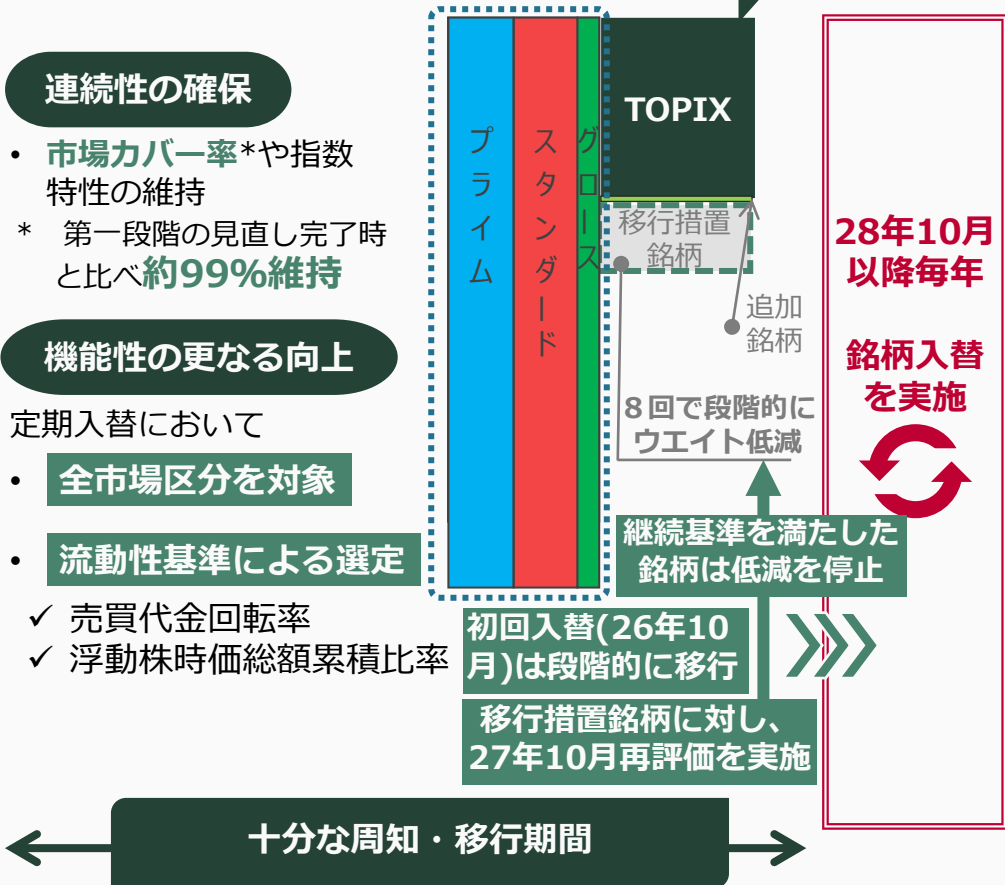 連続性の確保
• 市場カバー率*や指数
特性の維持
* 第一段階の見直し完了時
と比べ約99%維持
機能性の更なる向上
定期入替において
• 全市場区分を対象
• 流動性基準による選定
✓ 売買代金回転率
✓ 浮動株時価総額累積比率
プライム
スタンダード
グロース
TOPIX
移行措置
銘柄
追加
銘柄
8回で段階的に
ウエイト低減
継続基準を満たした
銘柄は低減を停止
初回入替(26年10
月)は段階的に移行
移行措置銘柄に対し、
27年10月再評価を実施
28年10月
以降毎年
銘柄入替
を実施
十分な周知・移行期間